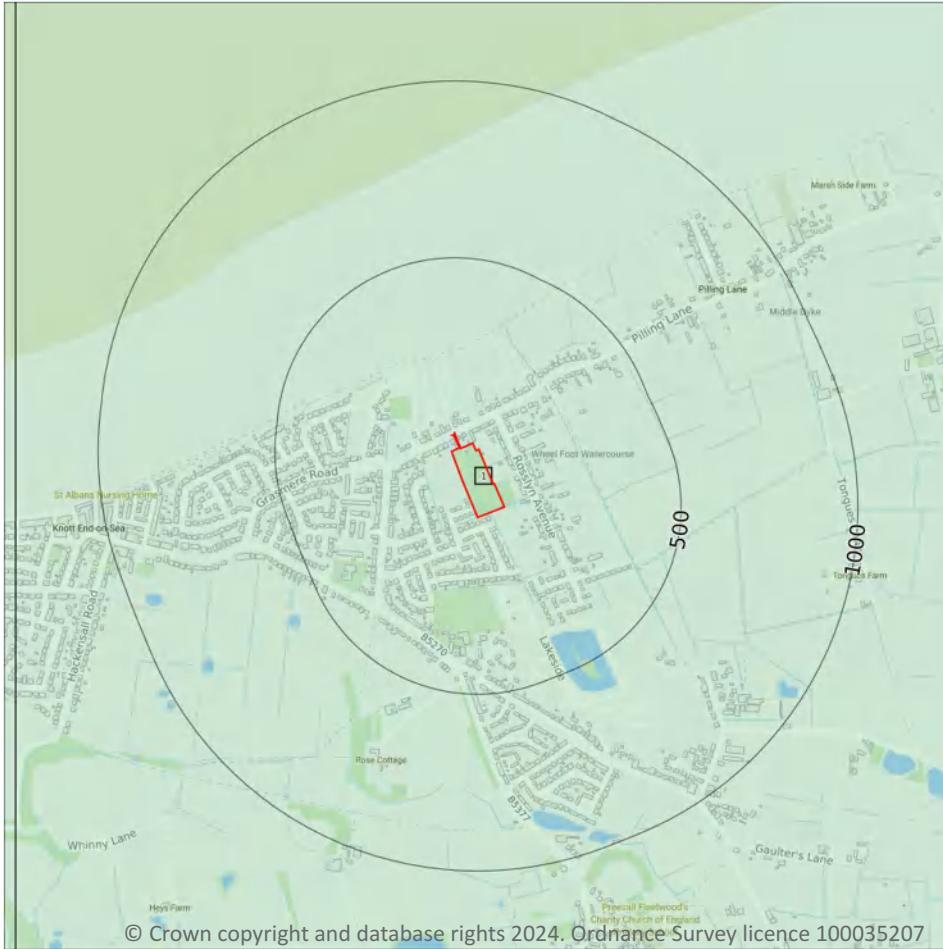 Marsh Side Farm
Pilling Lane
Middle Dyke
Pilling Lane
Wheel Foot Watercourse
1
Rosslyn Avenue
Grasmere Road
St Albans Nursing Home
Knott End-on-Sea
500
1000
Tongues
Tongues Farm
Hackensall Road
B5270
Lakeside
Rose Cottage
B5377
Whinny Lane
Gaulter's Lane
Heys Farm
Preesall Fleetwood's
Charity Church of England
© Crown copyright and database rights 2024. Ordnance Survey licence 100035207